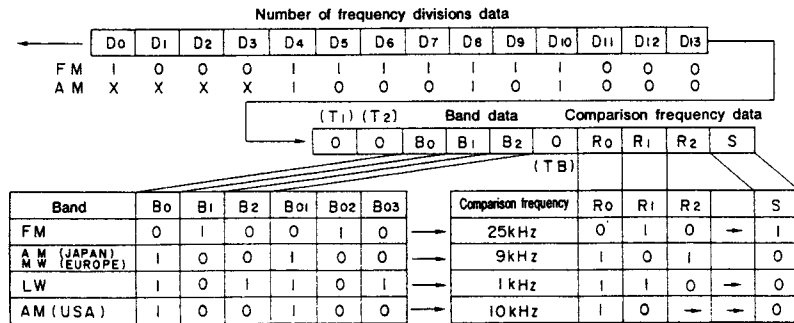 Number of frequency divisions data
D0 D1 D2 D3 D4 D5 D6 D7 D8 D9 D10 D11 D12 D13
FM 1 0 0 0 1 1 1 1 1 1 1 0 0 0
AM X X X X 1 0 0 0 1 0 1 0 0 0
(T1) (T2) Band data Comparison frequency data
0 0 B0 B1 B2 0 R0 R1 R2 S
(TB)
Band B0 B1 B2 B01 B02 B03 Comparison frequency R0 R1 R2 S
FM 0 1 0 0 1 0 → 25kHz 0 1 0 → 1
AM (JAPAN)
MW (EUROPE) 1 0 0 1 0 0 → 9kHz 1 0 1 0
LW 1 0 1 1 0 1 → 1kHz 1 1 0 → 0
AM (USA) 1 0 0 1 0 0 → 10kHz 1 0 → → 0